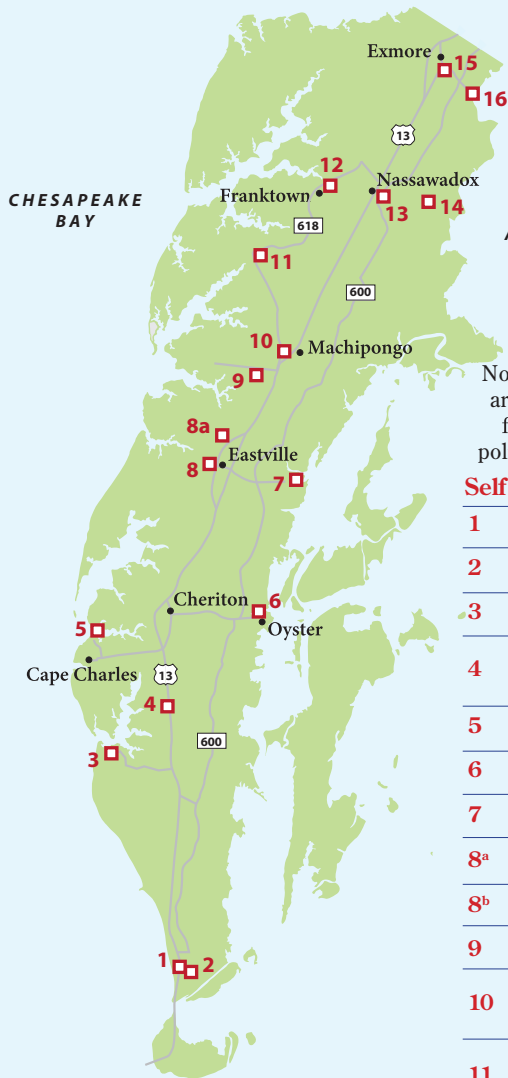 Exmore
15
16
13
12
Nassawadox
Franktown
13
14
CHESAPEAKE
BAY
618
11
600
10
Machipongo
9
8a
Eastville
8
7
Cheriton
6
Oyster
5
Cape Charles
13
4
600
3
1
2
No
ar
f
pol
Self
1
2
3
4
5
6
7
8a
8b
9
10
11